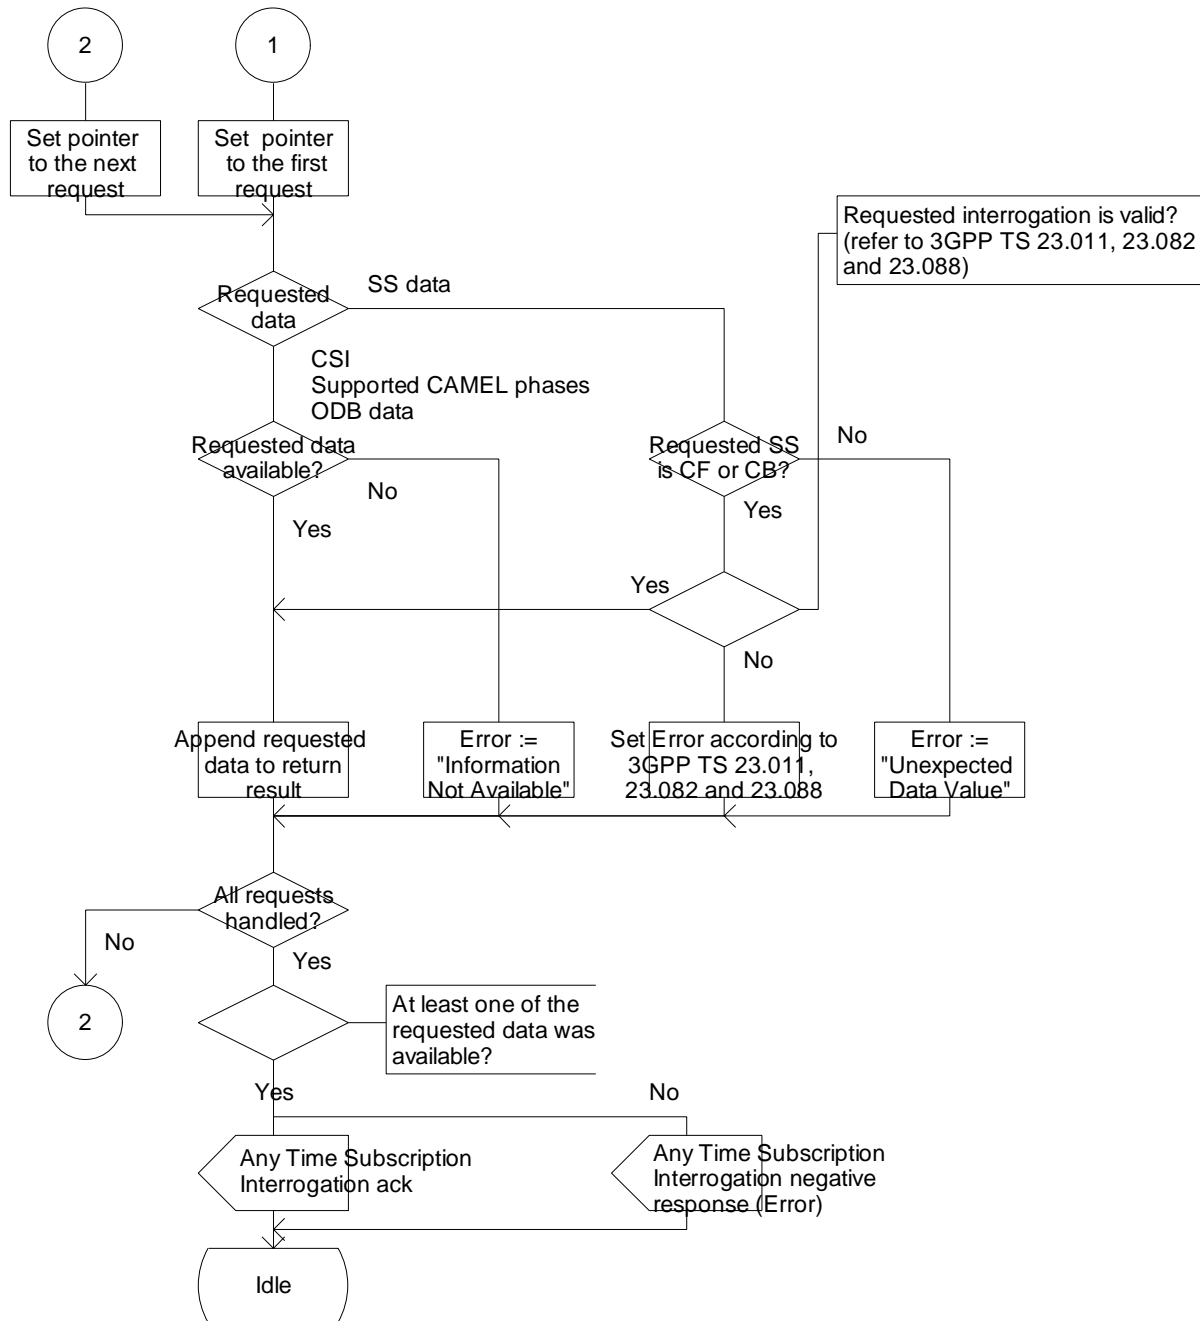 2
1
Set pointer
to the next
request
Set pointer
to the first
request
Requested interrogation is valid?
(refer to 3GPP TS 23.011, 23.082
and 23.088)
Requested
data
SS data
CSI
Supported CAMEL phases
ODB data
Requested data
available?
No
Yes
Requested SS
is CF or CB?
No
Yes
Yes
No
Append requested
data to return
result
Error :=
"Information
Not Available"
Set Error according to
3GPP TS 23.011,
23.082 and 23.088
Error :=
"Unexpected
Data Value"
All requests
handled?
No
Yes
2
At least one of the
requested data was
available?
Yes
No
Any Time Subscription
Interrogation ack
Any Time Subscription
Interrogation negative
response (Error)
Idle